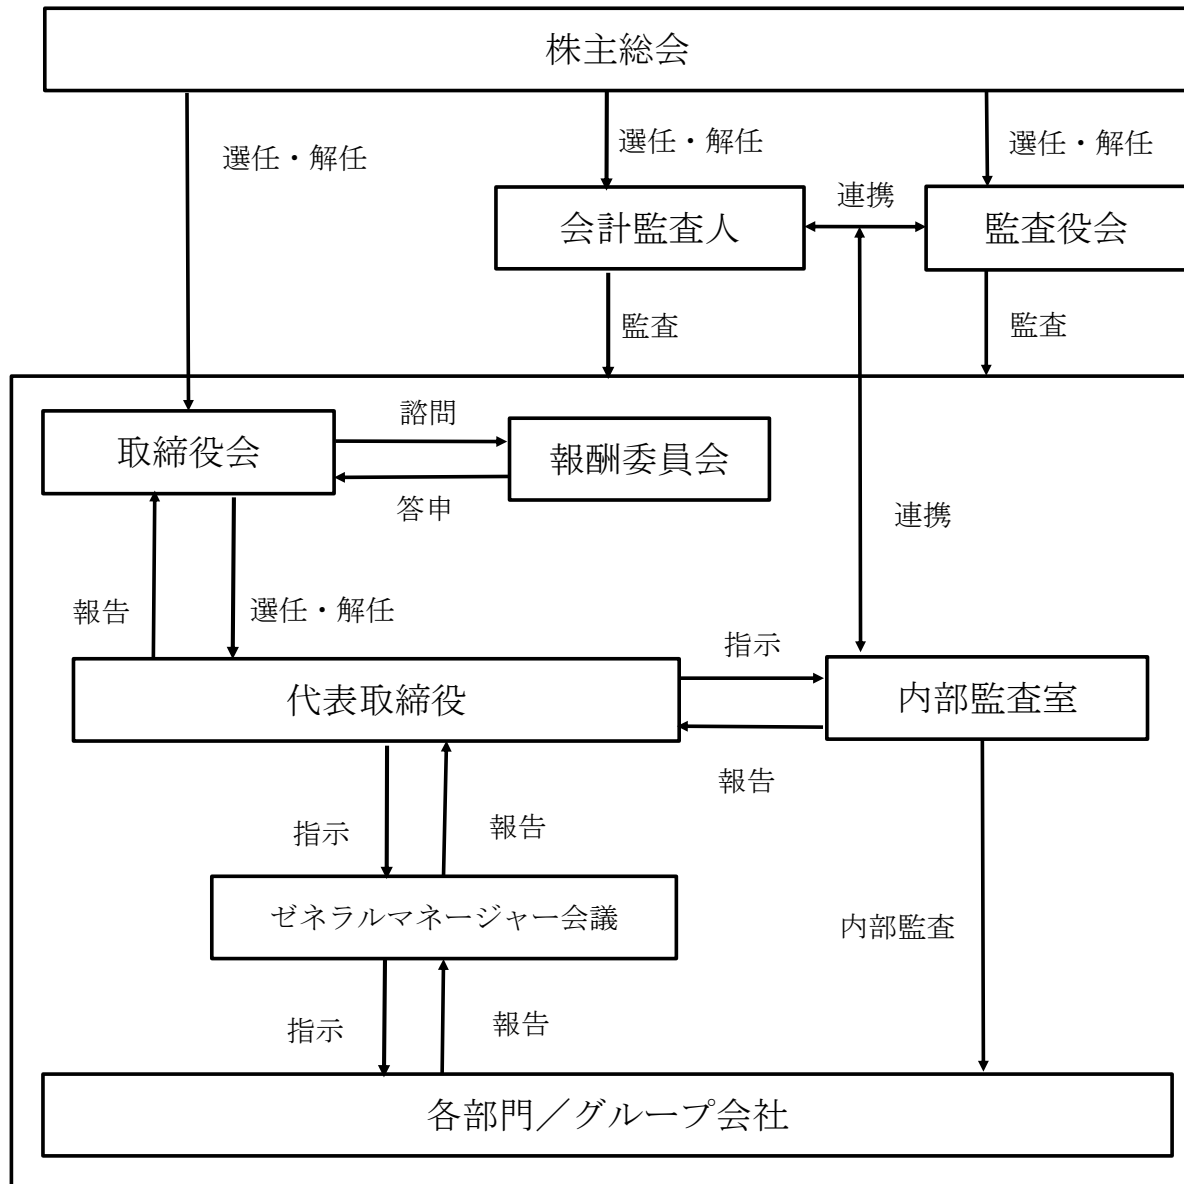 株主総会
選任・解任
選任・解任
選任・解任
会計監査人
連携
監査役会
監査
監査
取締役会
諮問
報酬委員会
答申
連携
報告
選任・解任
代表取締役
指示
内部監査室
報告
指示
報告
ゼネラルマネージャー会議
内部監査
指示
報告
各部門／グループ会社